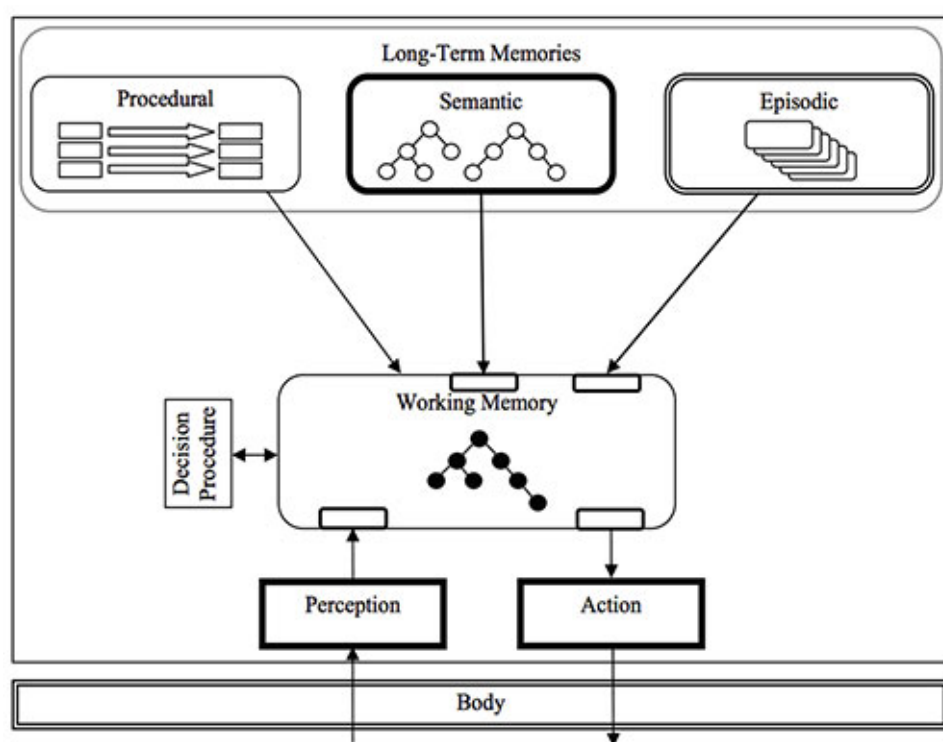 Long-Term Memories
Procedural
Semantic
Episodic
Working Memory
Decision
Procedure
Perception
Action
Body